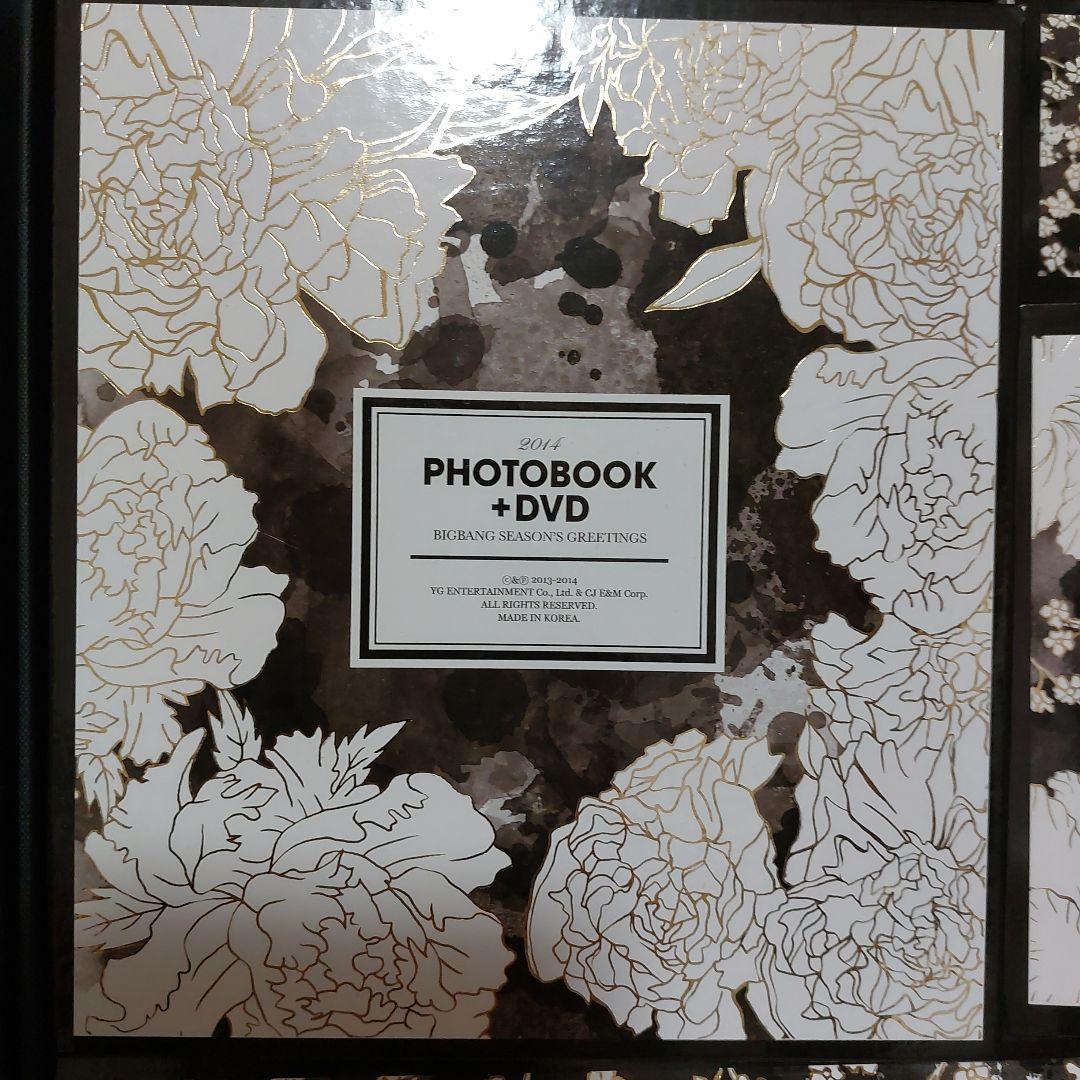 2014
PHOTOBOOK
+DVD
BIGBANG SEASON'S GREETINGS
ⓒ&ⓟ 2013-2014
YG ENTERTAINMENT Co., Ltd. & CJ E&M Corp.
ALL RIGHTS RESERVED.
MADE IN KOREA.